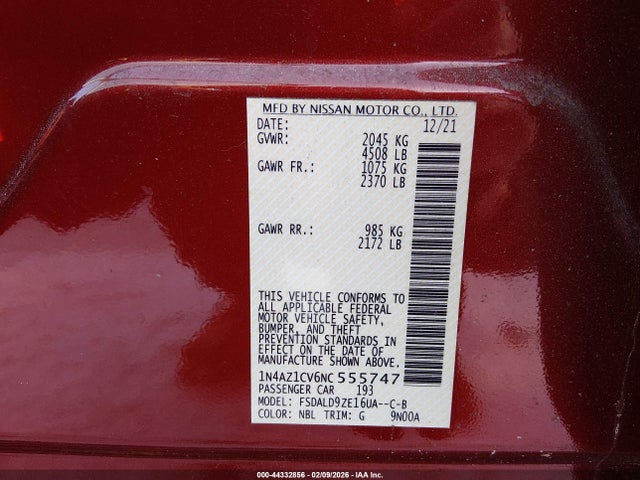 MFD BY NISSAN MOTOR CO., LTD.
DATE: 12/21
GVWR: 2045 KG
4508 LB
GAWR FR.: 1075 KG
2370 LB
GAWR RR.: 985 KG
2172 LB
THIS VEHICLE CONFORMS TO
ALL APPLICABLE FEDERAL
MOTOR VEHICLE SAFETY,
BUMPER, AND THEFT
PREVENTION STANDARDS IN
EFFECT ON THE DATE OF
MANUFACTURE SHOWN ABOVE.
1N4AZ1CV6NC 555747
PASSENGER CAR 193
MODEL: FSDALD9ZE16UA--C-B
COLOR: NBL TRIM: G 9N00A
000-44332856 - 02/09/2026 - IAA Inc.